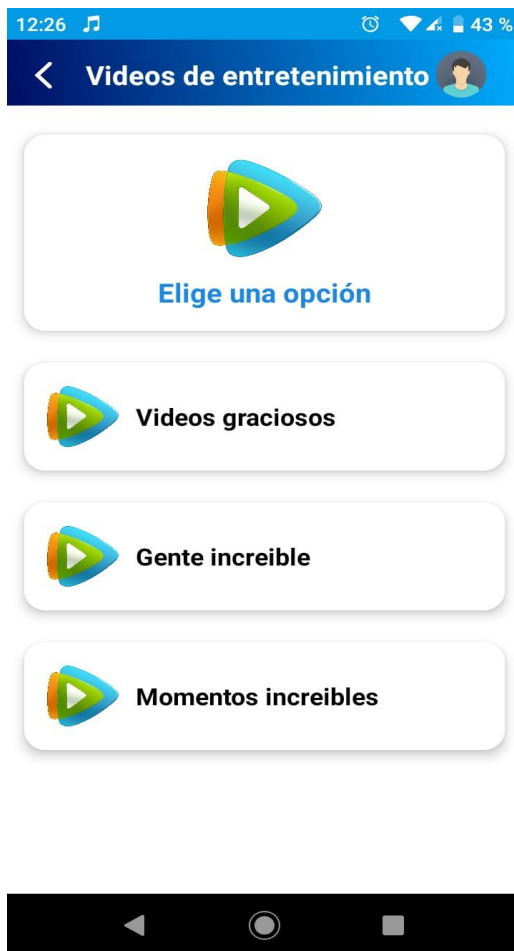 12:26 43 %
Videos de entretenimiento
Elige una opción
Videos graciosos
Gente increible
Momentos increibles